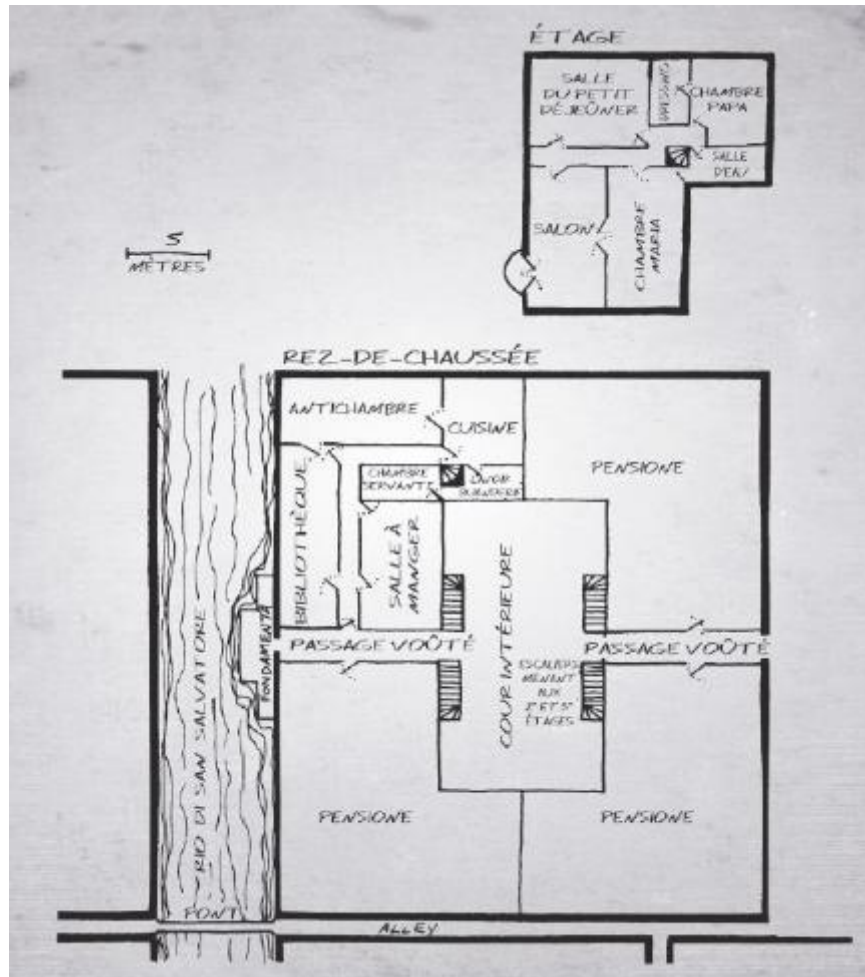 ÉTAGE
SALLE
DU PETIT
DÉJEÛNER
DRESSING
CHAMBRE
PAPA
SALLE
D'EAU
SALON
CHAMBRE
MARIA
5
MÈTRES
REZ-DE-CHAUSSÉE
ANTICHAMBRE
CUISINE
CHAMBRE
SERVANTE
BIBLIOTHÈQUE
SALLE À
MANGER
PENSIONE
COUR INTÉRIEURE
RIO DI SAN SALVATORE
FONDAMENTA
PASSAGE VOÛTÉ
PASSAGE VOÛTÉ
ESCALIERS
MENANT
AUX
ÉTAGES
PENSIONE
PENSIONE
PONT
ALLEY